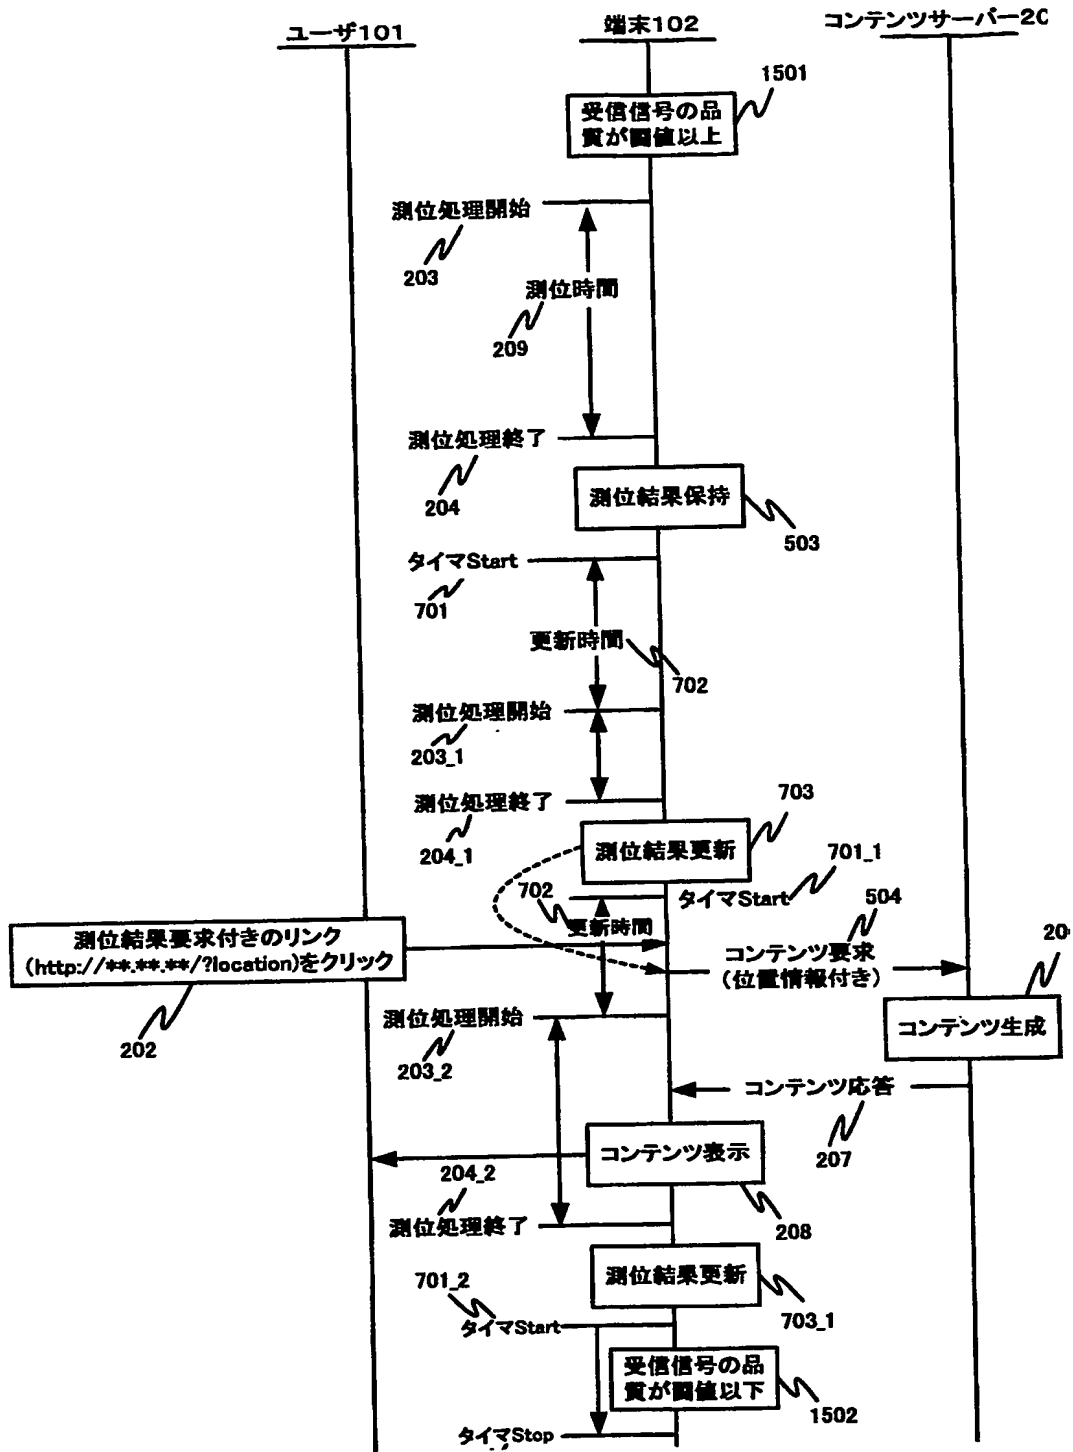 ユーザ101
端末102
コンテンツサーバー20
1501
受信信号の品
質が閾値以上
測位処理開始
203
測位時間
209
測位処理終了
204
測位結果保持
503
タイマStart
701
更新時間
702
測位処理開始
203_1
測位処理終了
204_1
703
測位結果更新
701_1
タイマStart
702
更新時間
504
測位結果要求付きのリンク
(http://**.**.**/?location)をクリック
202
コンテンツ要求
(位置情報付き)
20
コンテンツ生成
測位処理開始
203_2
コンテンツ応答
207
コンテンツ表示
208
204_2
測位処理終了
測位結果更新
703_1
701_2
タイマStart
受信信号の品
質が閾値以下
1502
タイマStop